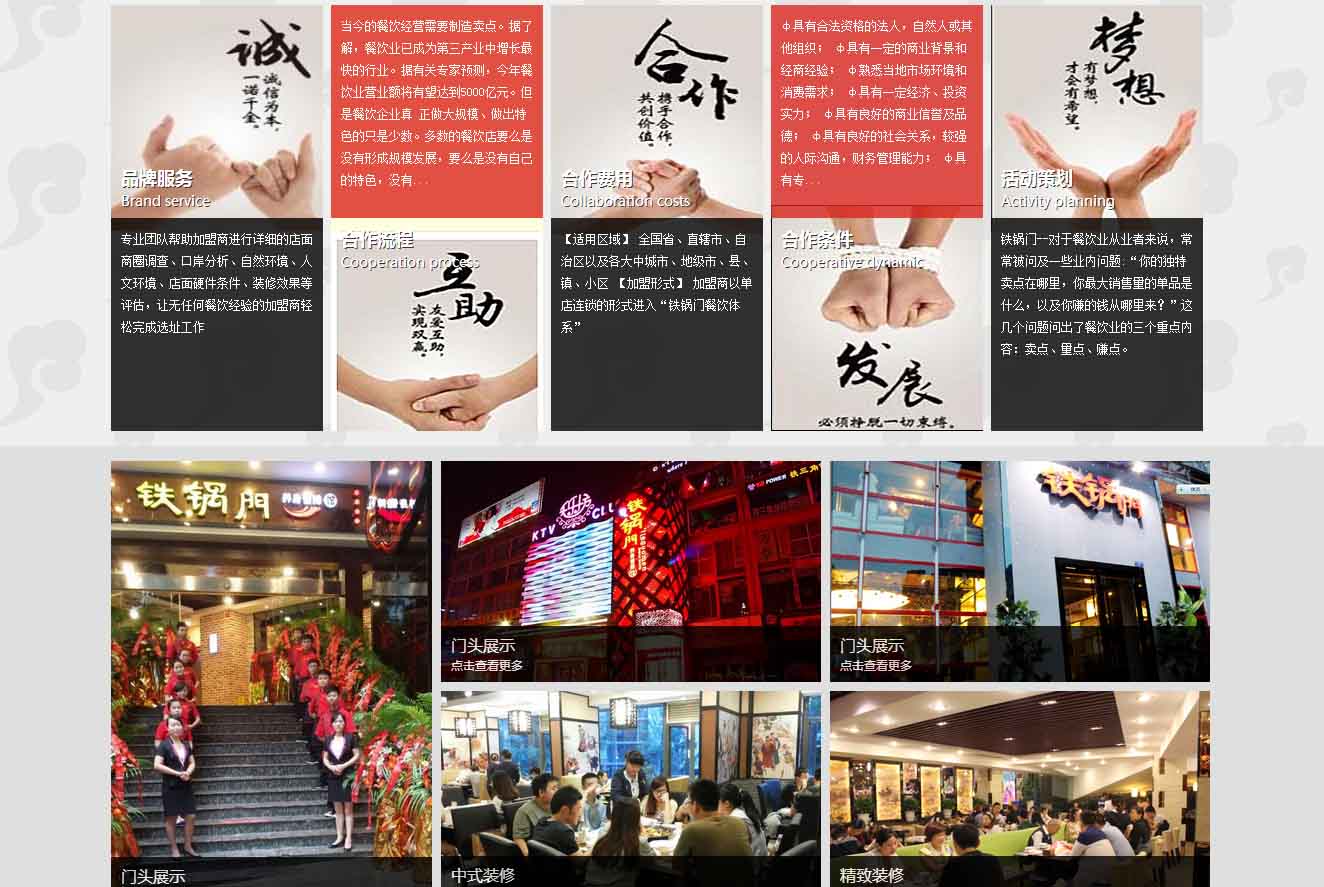 诚
诚信为本,
一诺千金。
品牌服务
Brand service
专业团队帮助加盟商进行详细的店面
商圈调查、口岸分析、自然环境、人
文环境、店面硬件条件、装修效果等
评估，让无任何餐饮经验的加盟商轻
松完成选址工作
当今的餐饮经营需要制造卖点。据了
解，餐饮业已成为第三产业中增长最
快的行业。据有关专家预测，今年餐
饮业营业额将有望达到5000亿元。但
是餐饮企业真 正做大规模、做出特
色的只是少数。多数的餐饮店要么是
没有形成规模发展，要么是没有自己
的特色，没有...
合作流程
Cooperation process
互助
友爱互助,
实现双赢。
合作
携手合作,
共创价值。
合作费用
Collaboration costs
【适用区域】 全国省、直辖市、自
治区以及各大中城市、地级市、县、
镇、小区 【加盟形式】 加盟商以单
店连锁的形式进入“铁锅门餐饮体
系”
ф具有合法资格的法人，自然人或其
他组织； ф具有一定的商业背景和
经商经验； ф熟悉当地市场环境和
消费需求； ф具有一定经济、投资
实力； ф具有良好的商业信誉及品
德； ф具有良好的社会关系，较强
的人际沟通，财务管理能力； ф具
有专...
合作条件
Cooperative dynamic
发展
必须挣脱一切束缚。
梦想
有梦想,
才会有希望。
活动策划
Activity planning
铁锅门--对于餐饮业从业者来说，常
常被问及一些业内问题:“你的独特
卖点在哪里，你最大销售量的单品是
什么，以及你赚的钱从哪里来？”这
几个问题问出了餐饮业的三个重点内
容：卖点、量点、赚点。
铁锅門
门头展示
KTV
CLU
铁锅門
POWER 铁三角
门头展示
点击查看更多
铁锅門
门头展示
点击查看更多
中式装修
精致装修